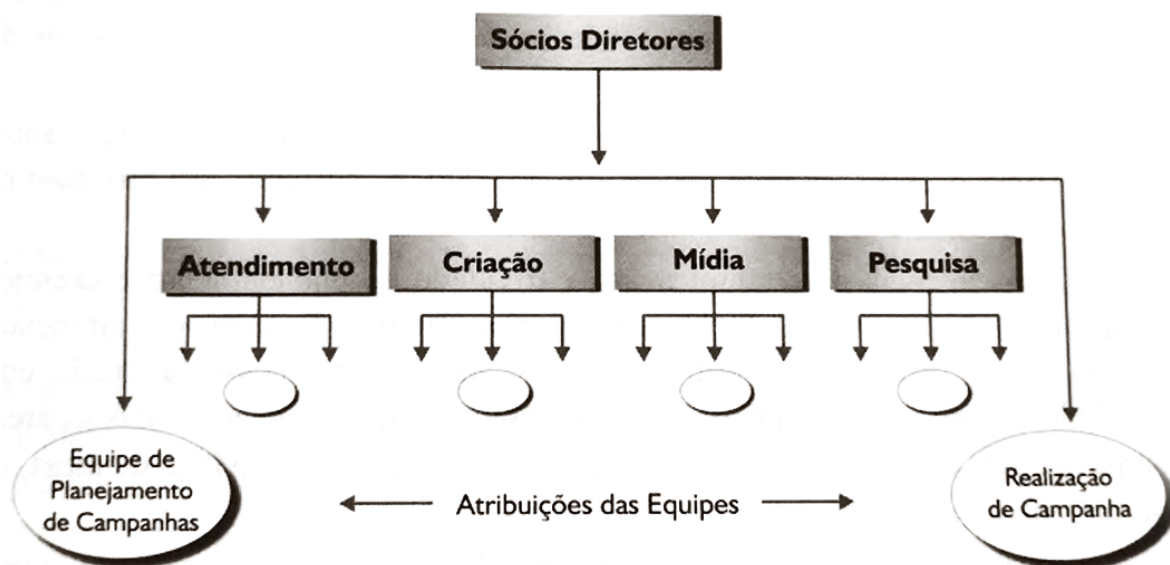 Sócios Diretores
Atendimento
Criação
Mídia
Pesquisa
Equipe de
Planejamento
de Campanhas
Atribuições das Equipes
Realização
de Campanha